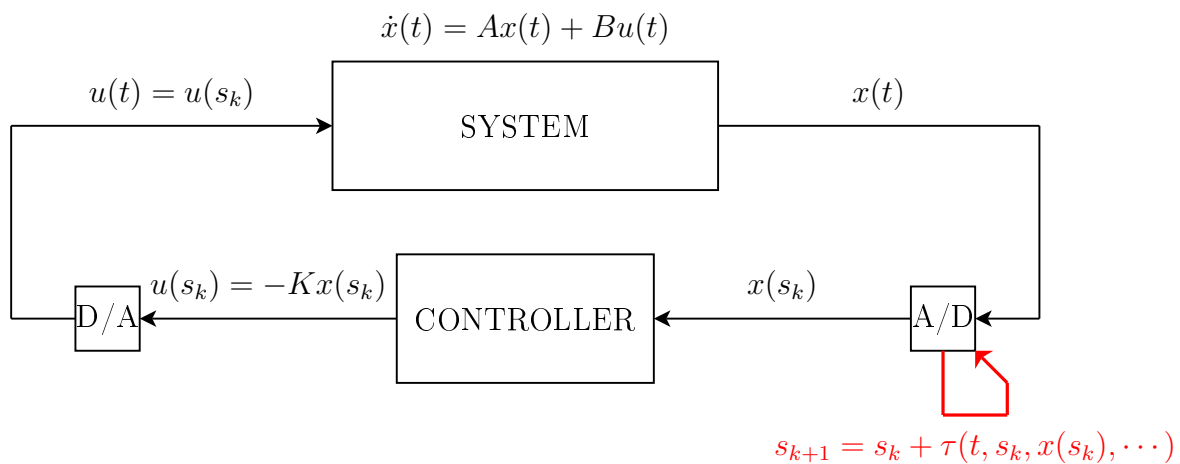 ẋ(t) = Ax(t) + Bu(t)
u(t) = u(s_k)
SYSTEM
x(t)
D/A
u(s_k) = −Kx(s_k)
CONTROLLER
x(s_k)
A/D
s_{k+1} = s_k + τ(t, s_k, x(s_k), ⋯)